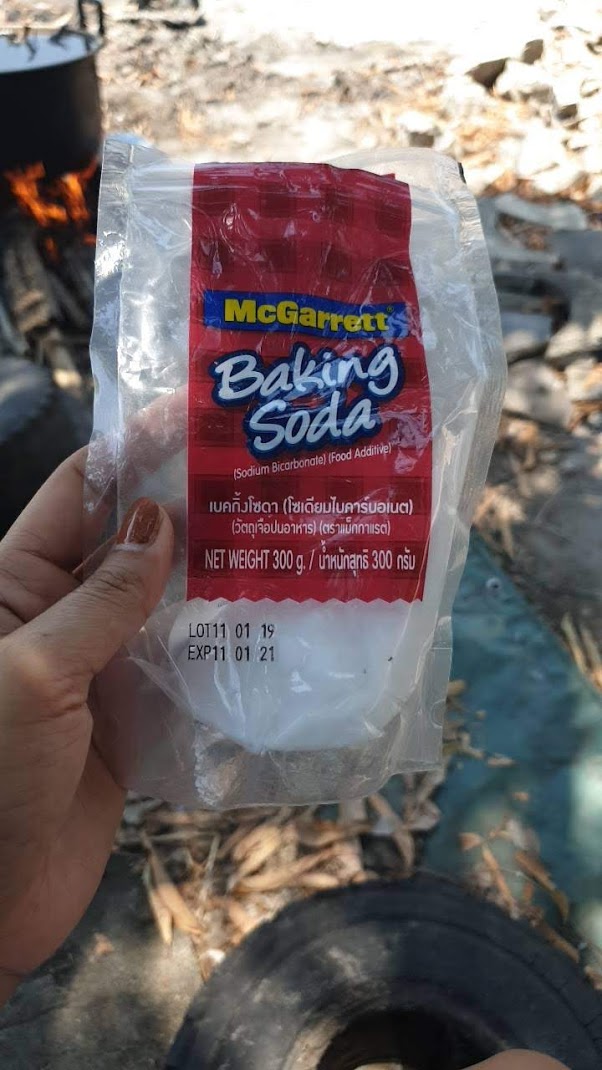 McGarrett
Baking
Soda
(Sodium Bicarbonate) (Food Additive)
เบคกิ้งโซดา (โซเดียมไบคาร์บอเนต)
(วัตถุเจือปนอาหาร) (ตราแม็กกาแรต)
NET WEIGHT 300 g. / น้ำหนักสุทธิ 300 กรัม
LOT11 01 19
EXP11 01 21